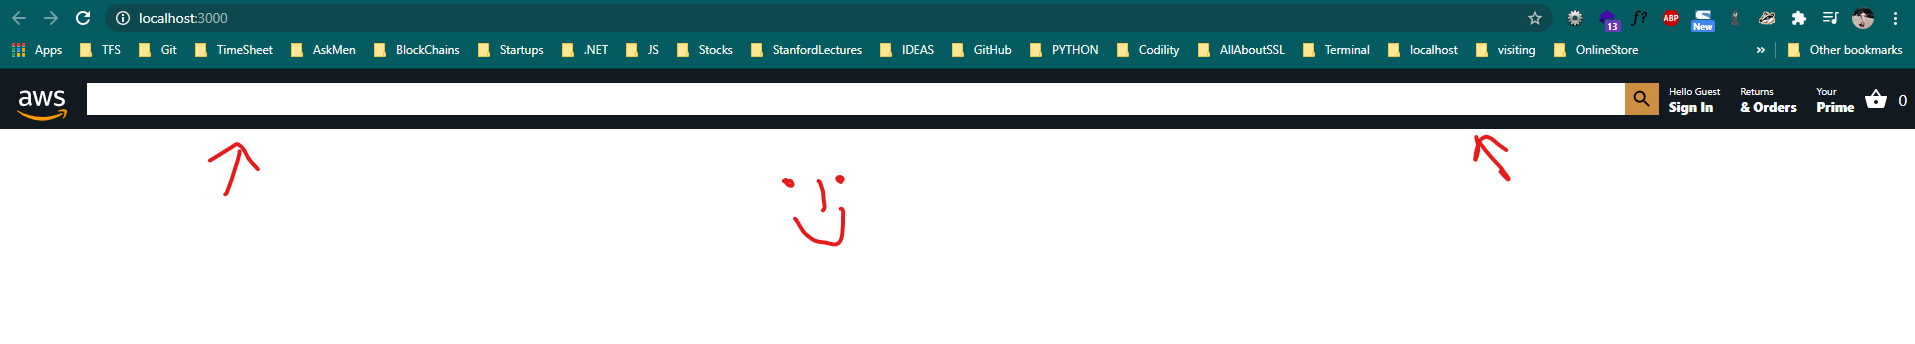 localhost:3000
f?
13
ABP
S
New
Apps TFS Git TimeSheet AskMen BlockChains Startups .NET JS Stocks StanfordLectures IDEAS GitHub PYTHON Codility AllAboutSSL Terminal localhost visiting OnlineStore » Other bookmarks
aws
Hello Guest
Sign In
Returns
& Orders
Your
Prime
0